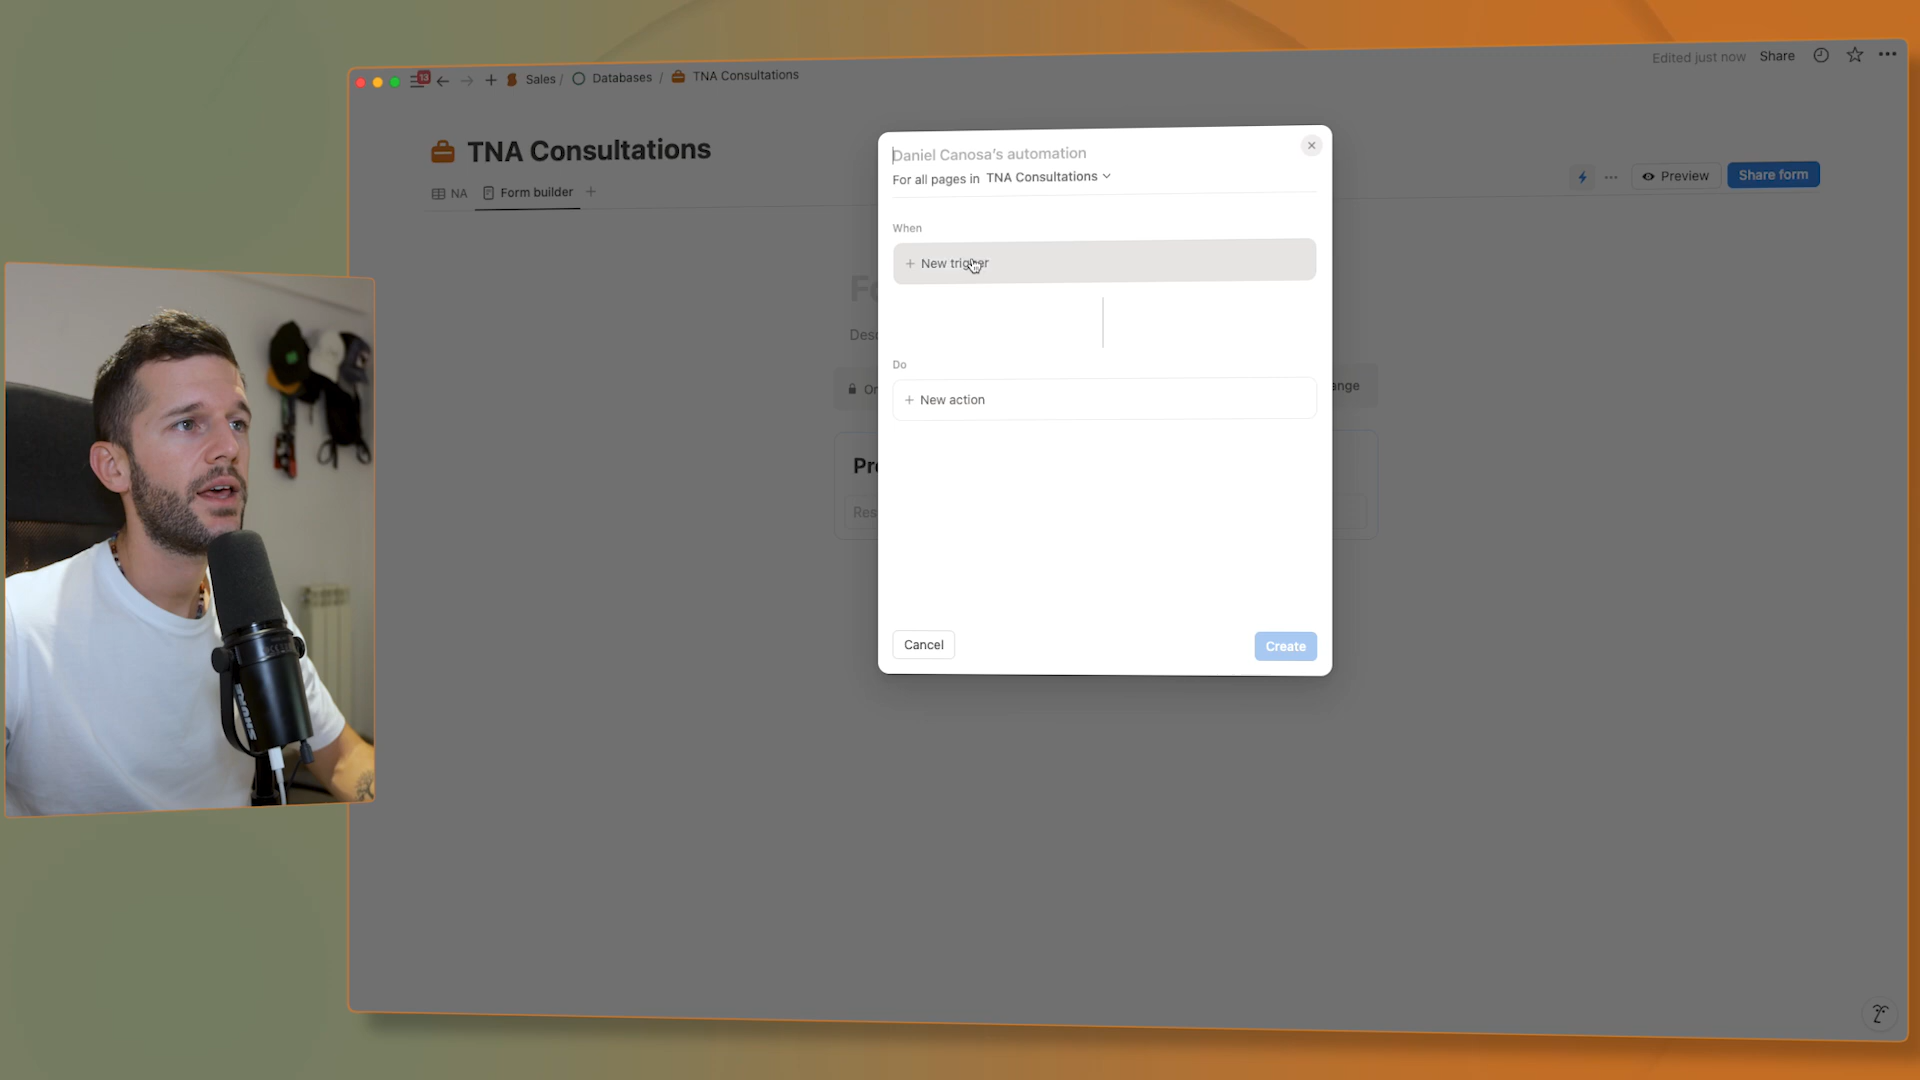 13
Sales / Databases / TNA Consultations
Edited just now Share
TNA Consultations
NA Form builder
Preview Share form
Daniel Canosa's automation
For all pages in TNA Consultations
When
New trigger
Do
New action
Cancel
Create